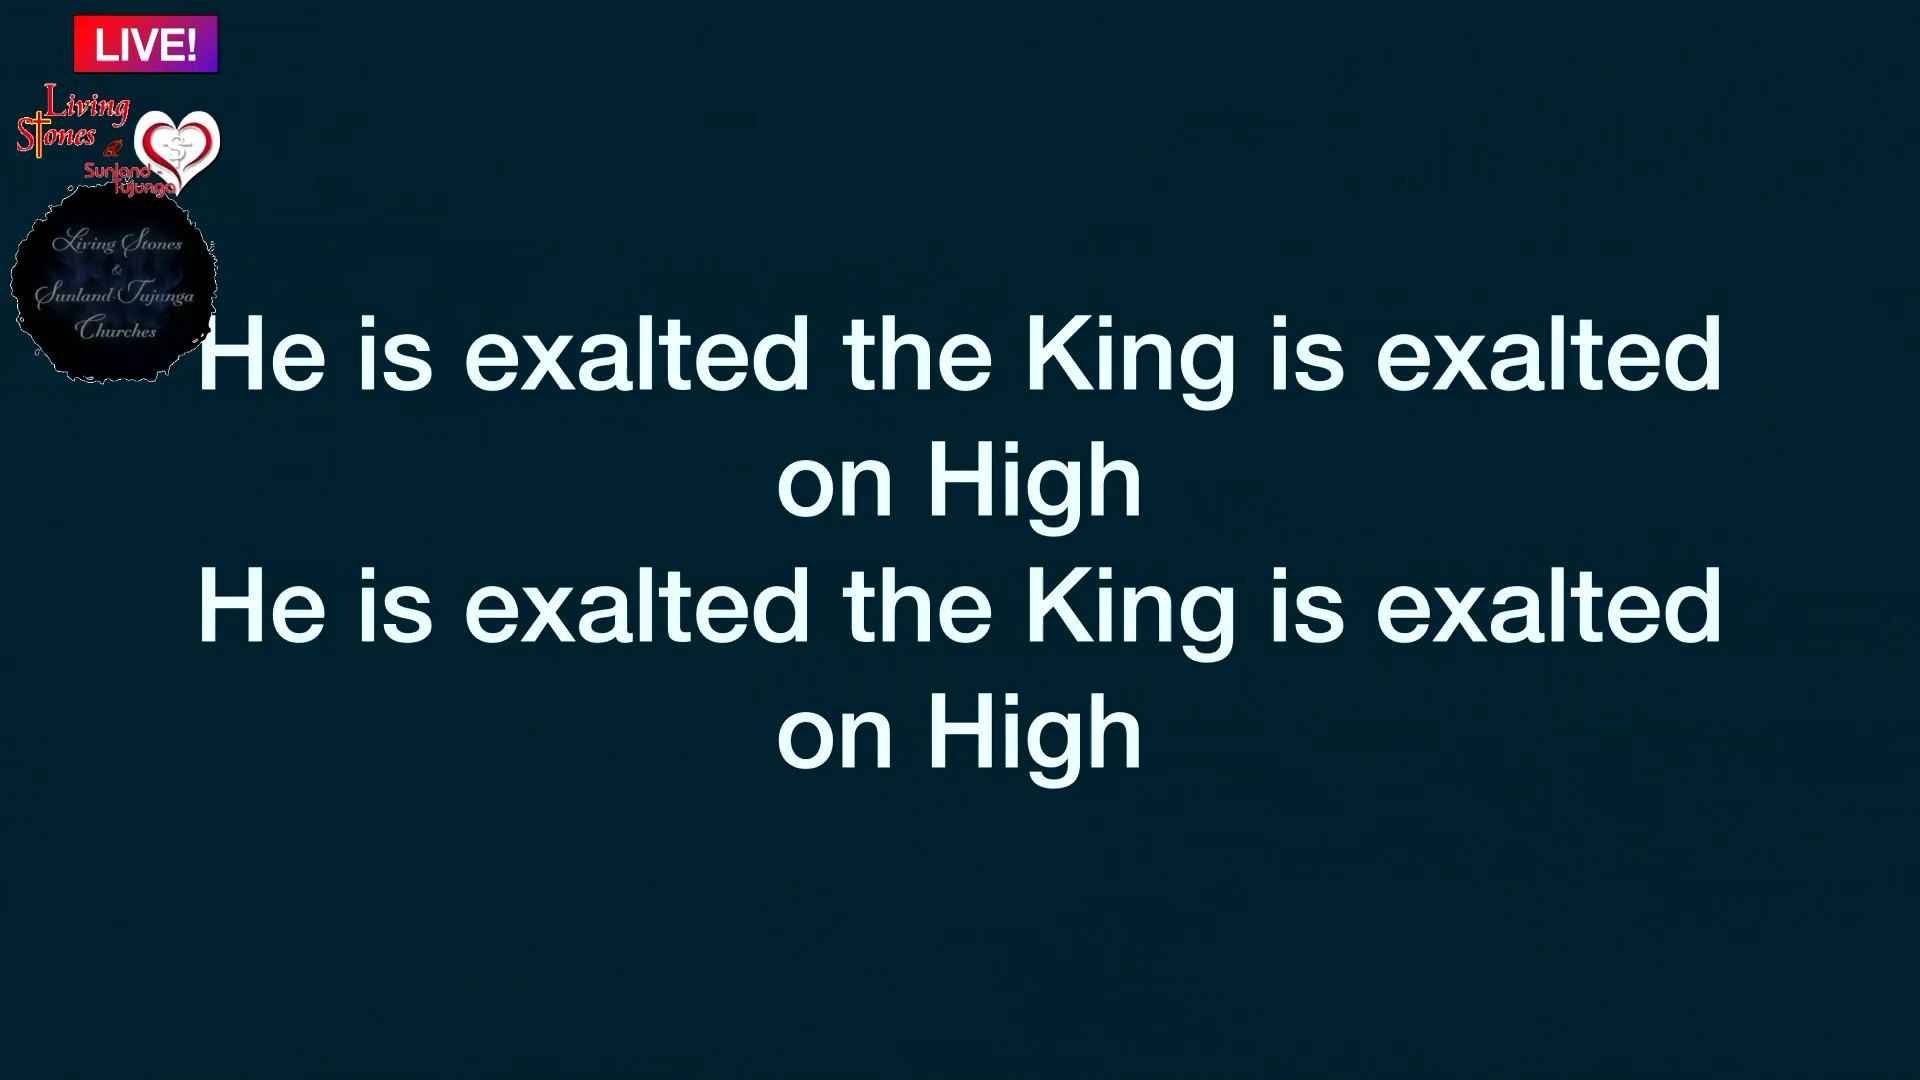 LIVE!
Living
Stones
&
Sunland-
Tujunga
Living Stones
&
Sunland-Tujunga
Churches
He is exalted the King is exalted
on High
He is exalted the King is exalted
on High